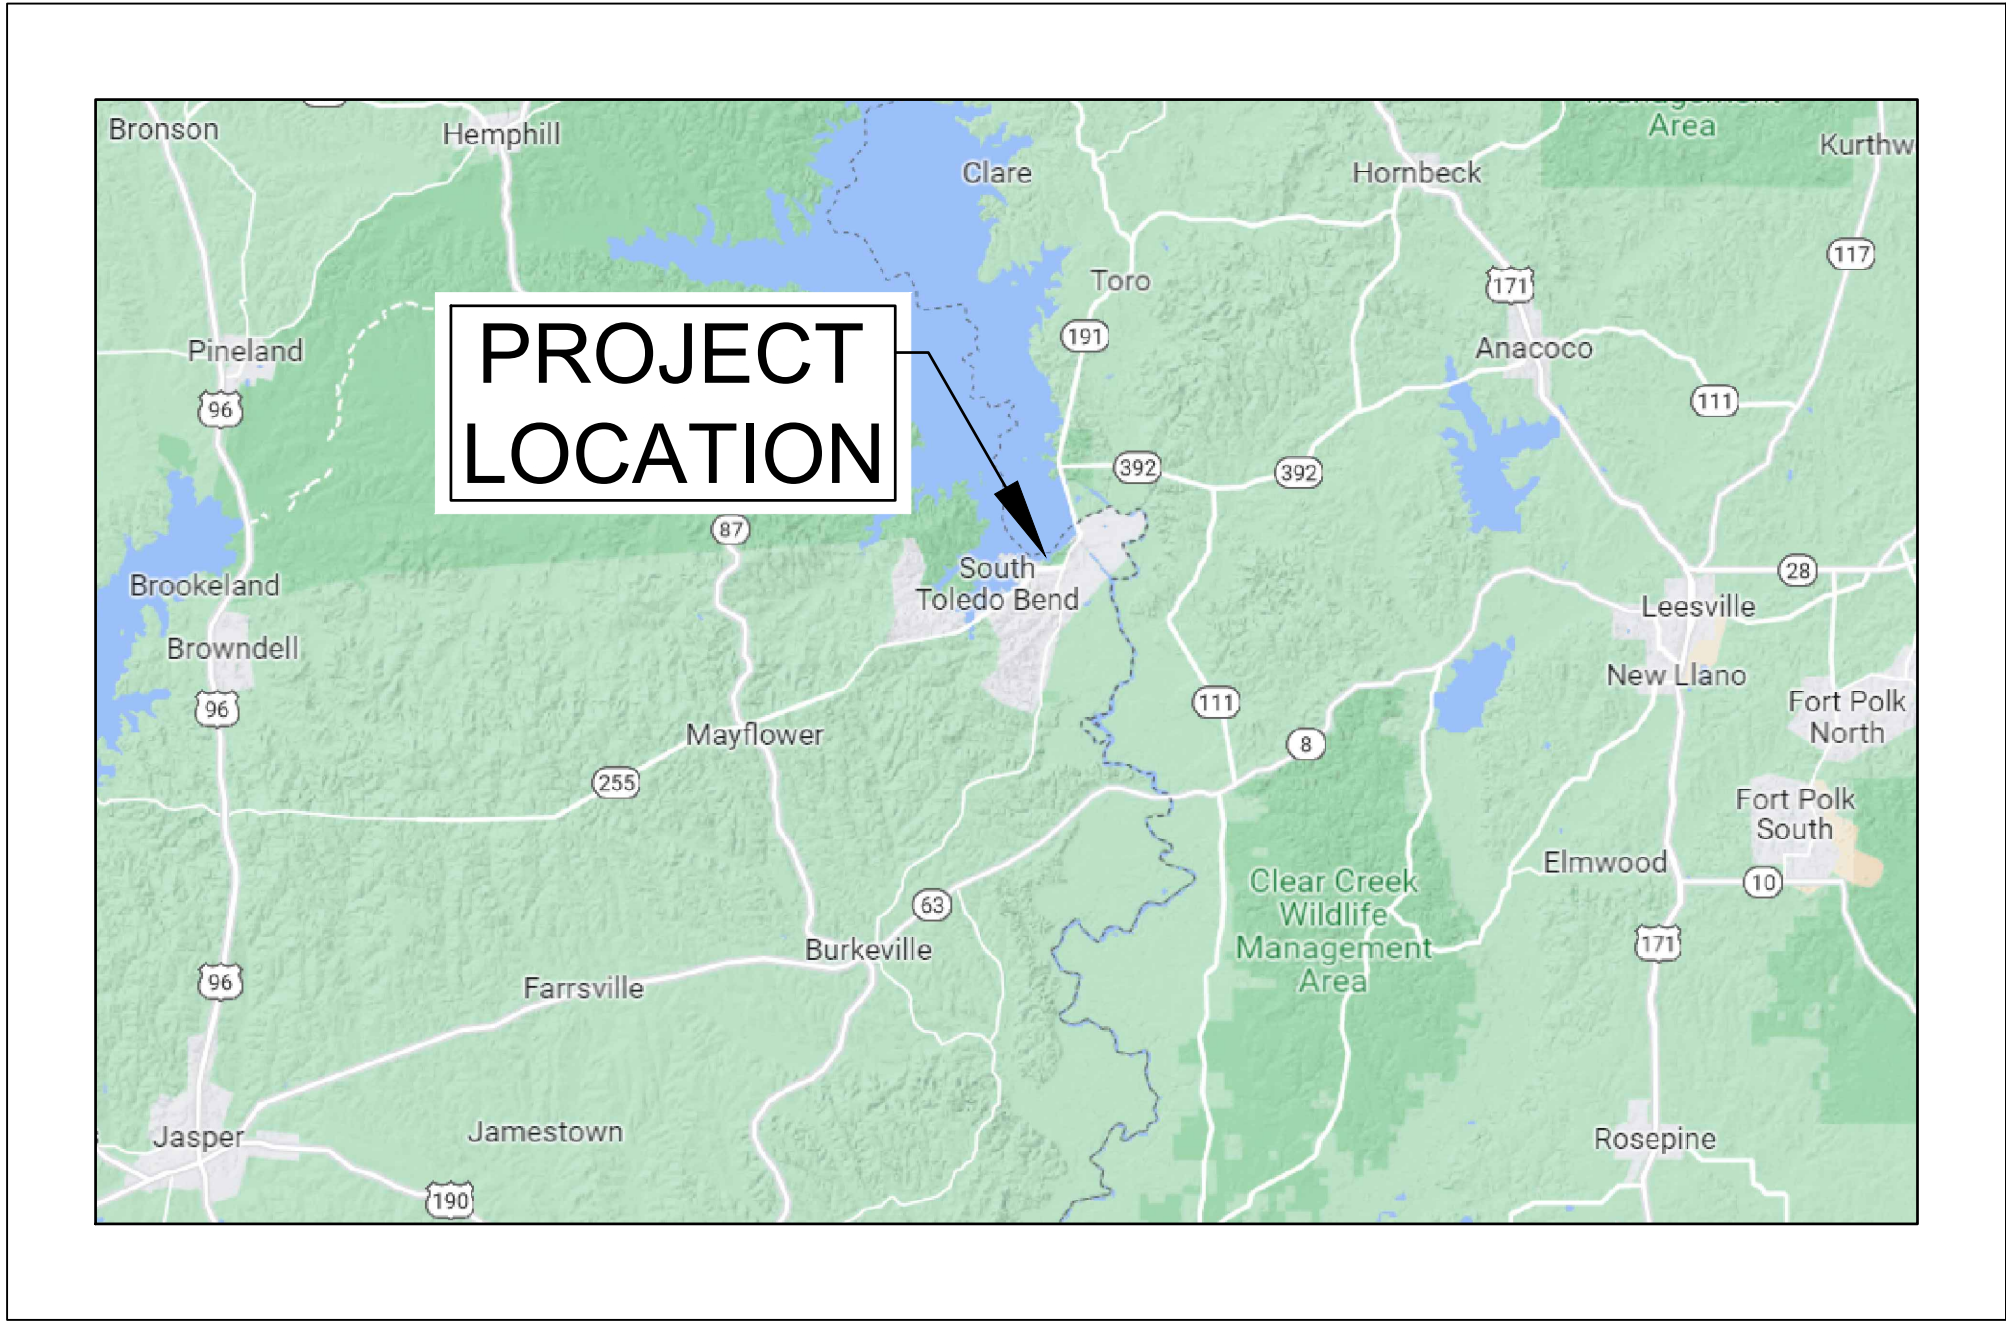 Bronson
Hemphill
Clare
Hornbeck
Management
Area
Kurthw
117
Toro
171
191
Pineland
Anacoco
PROJECT
LOCATION
96
111
392
392
87
South
Toledo Bend
28
Brookeland
Leesville
Browndell
New Llano
96
111
Fort Polk
North
Mayflower
8
255
Fort Polk
South
Elmwood
10
Clear Creek
Wildlife
Management
Area
63
171
Burkeville
96
Farrsville
Jasper
Jamestown
Rosepine
190